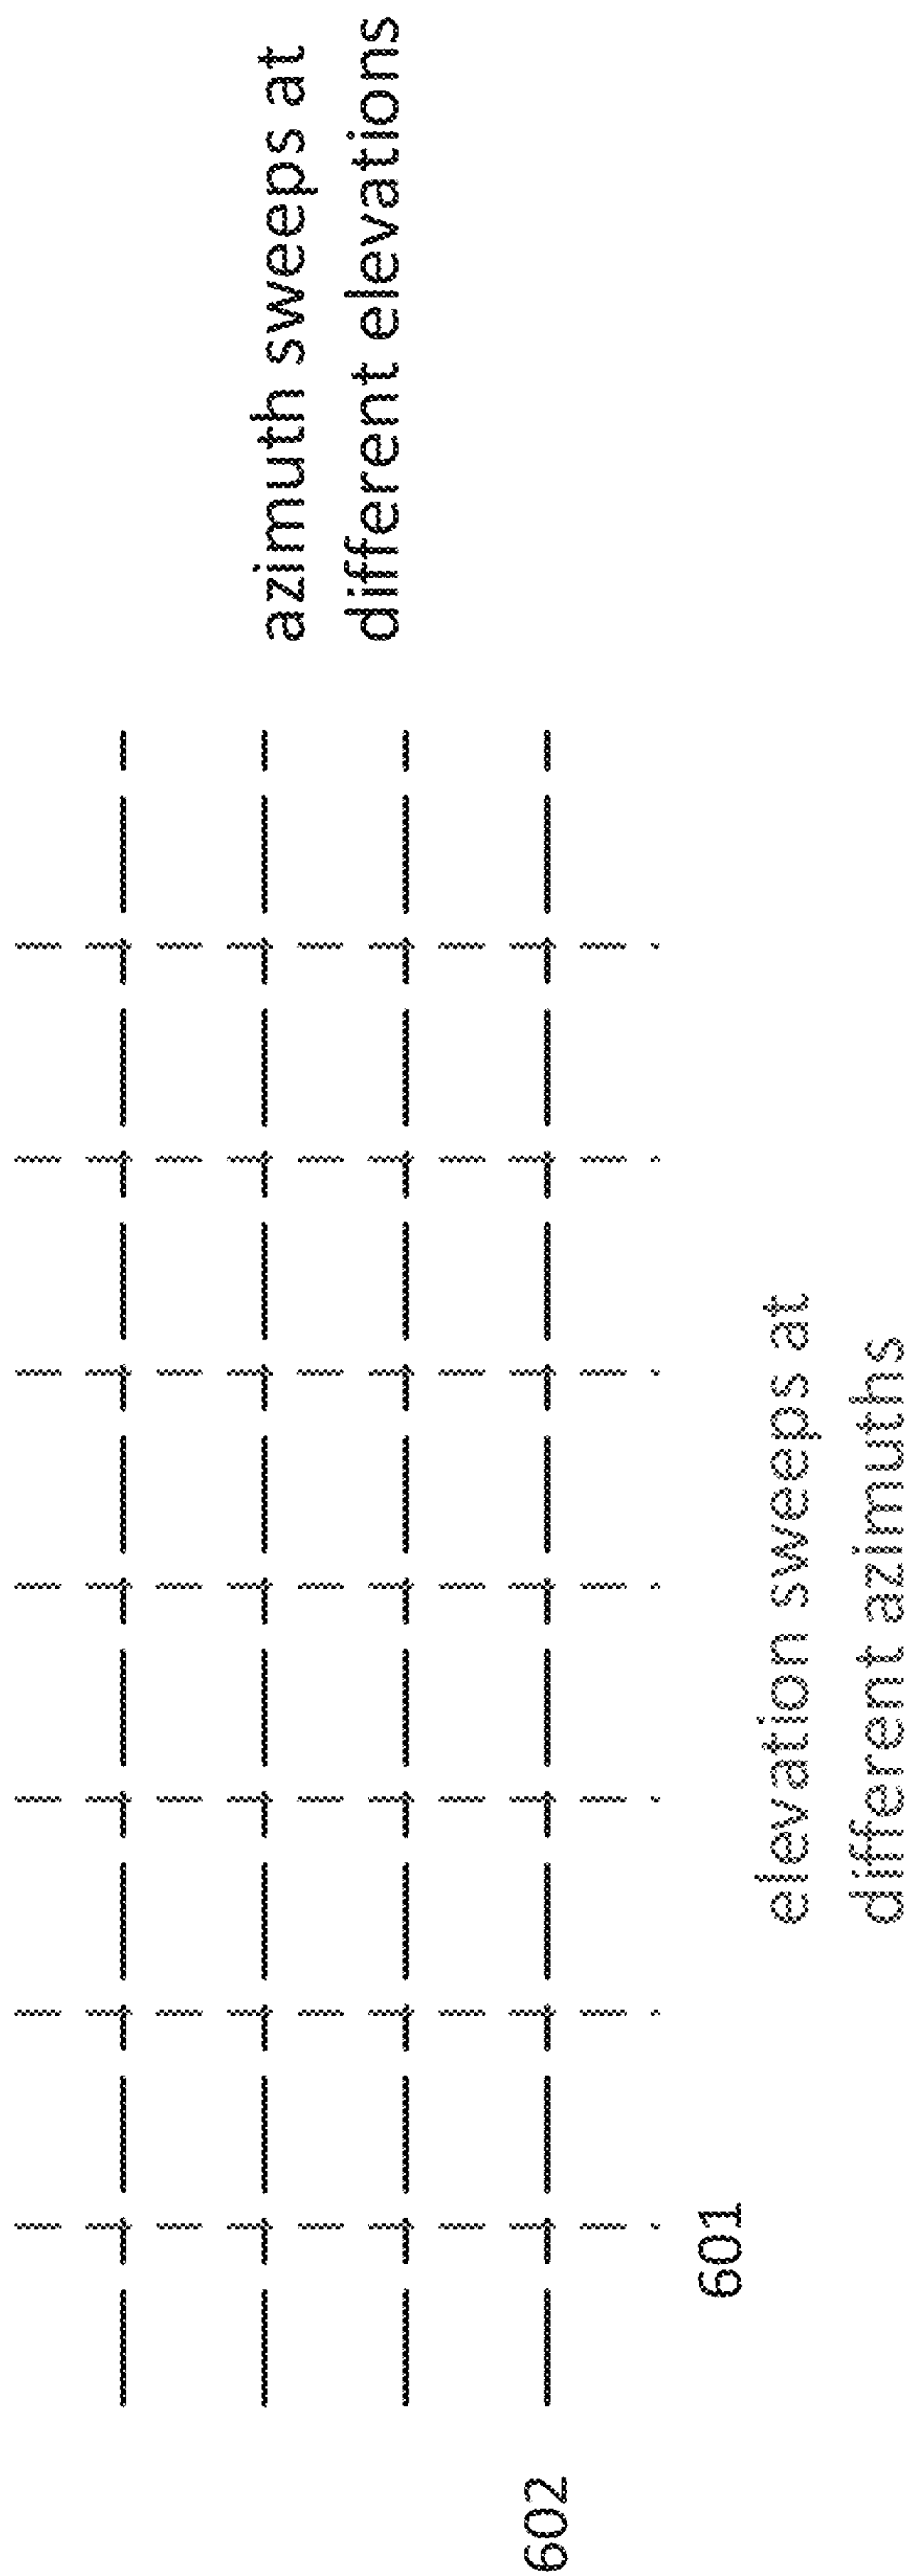 azimuth sweeps at
different elevations
602
601
elevation sweeps at
different azimuths